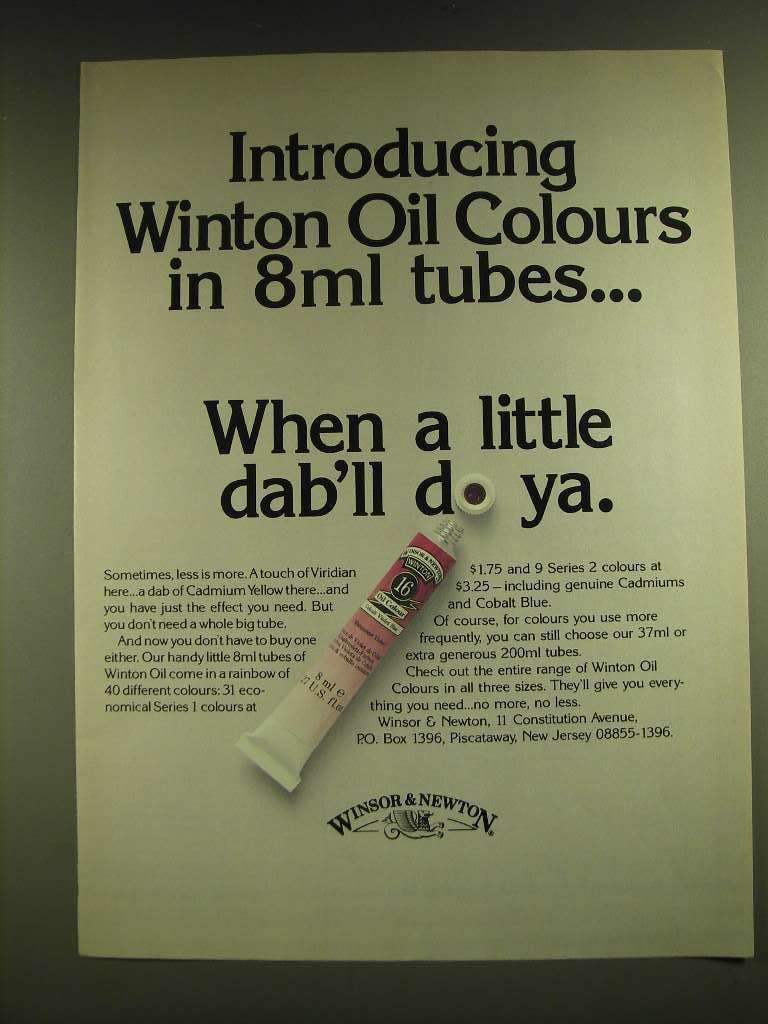 Introducing
Winton Oil Colours
in 8ml tubes...
When a little
dab'll do ya.
Sometimes, less is more. A touch of Viridian
here...a dab of Cadmium Yellow there...and
you have just the effect you need. But
you don't need a whole big tube.
And now you don't have to buy one
either. Our handy little 8ml tubes of
Winton Oil come in a rainbow of
40 different colours: 31 eco-
nomical Series 1 colours at
$1.75 and 9 Series 2 colours at
$3.25 – including genuine Cadmiums
and Cobalt Blue.
Of course, for colours you use more
frequently, you can still choose our 37ml or
extra generous 200ml tubes.
Check out the entire range of Winton Oil
Colours in all three sizes. They'll give you every-
thing you need...no more, no less.
Winsor & Newton, 11 Constitution Avenue,
P.O. Box 1396, Piscataway, New Jersey 08855-1396.
WINSOR & NEWTON
WINTON
16
Oil Colour
8 ml e
WINSOR & NEWTON®